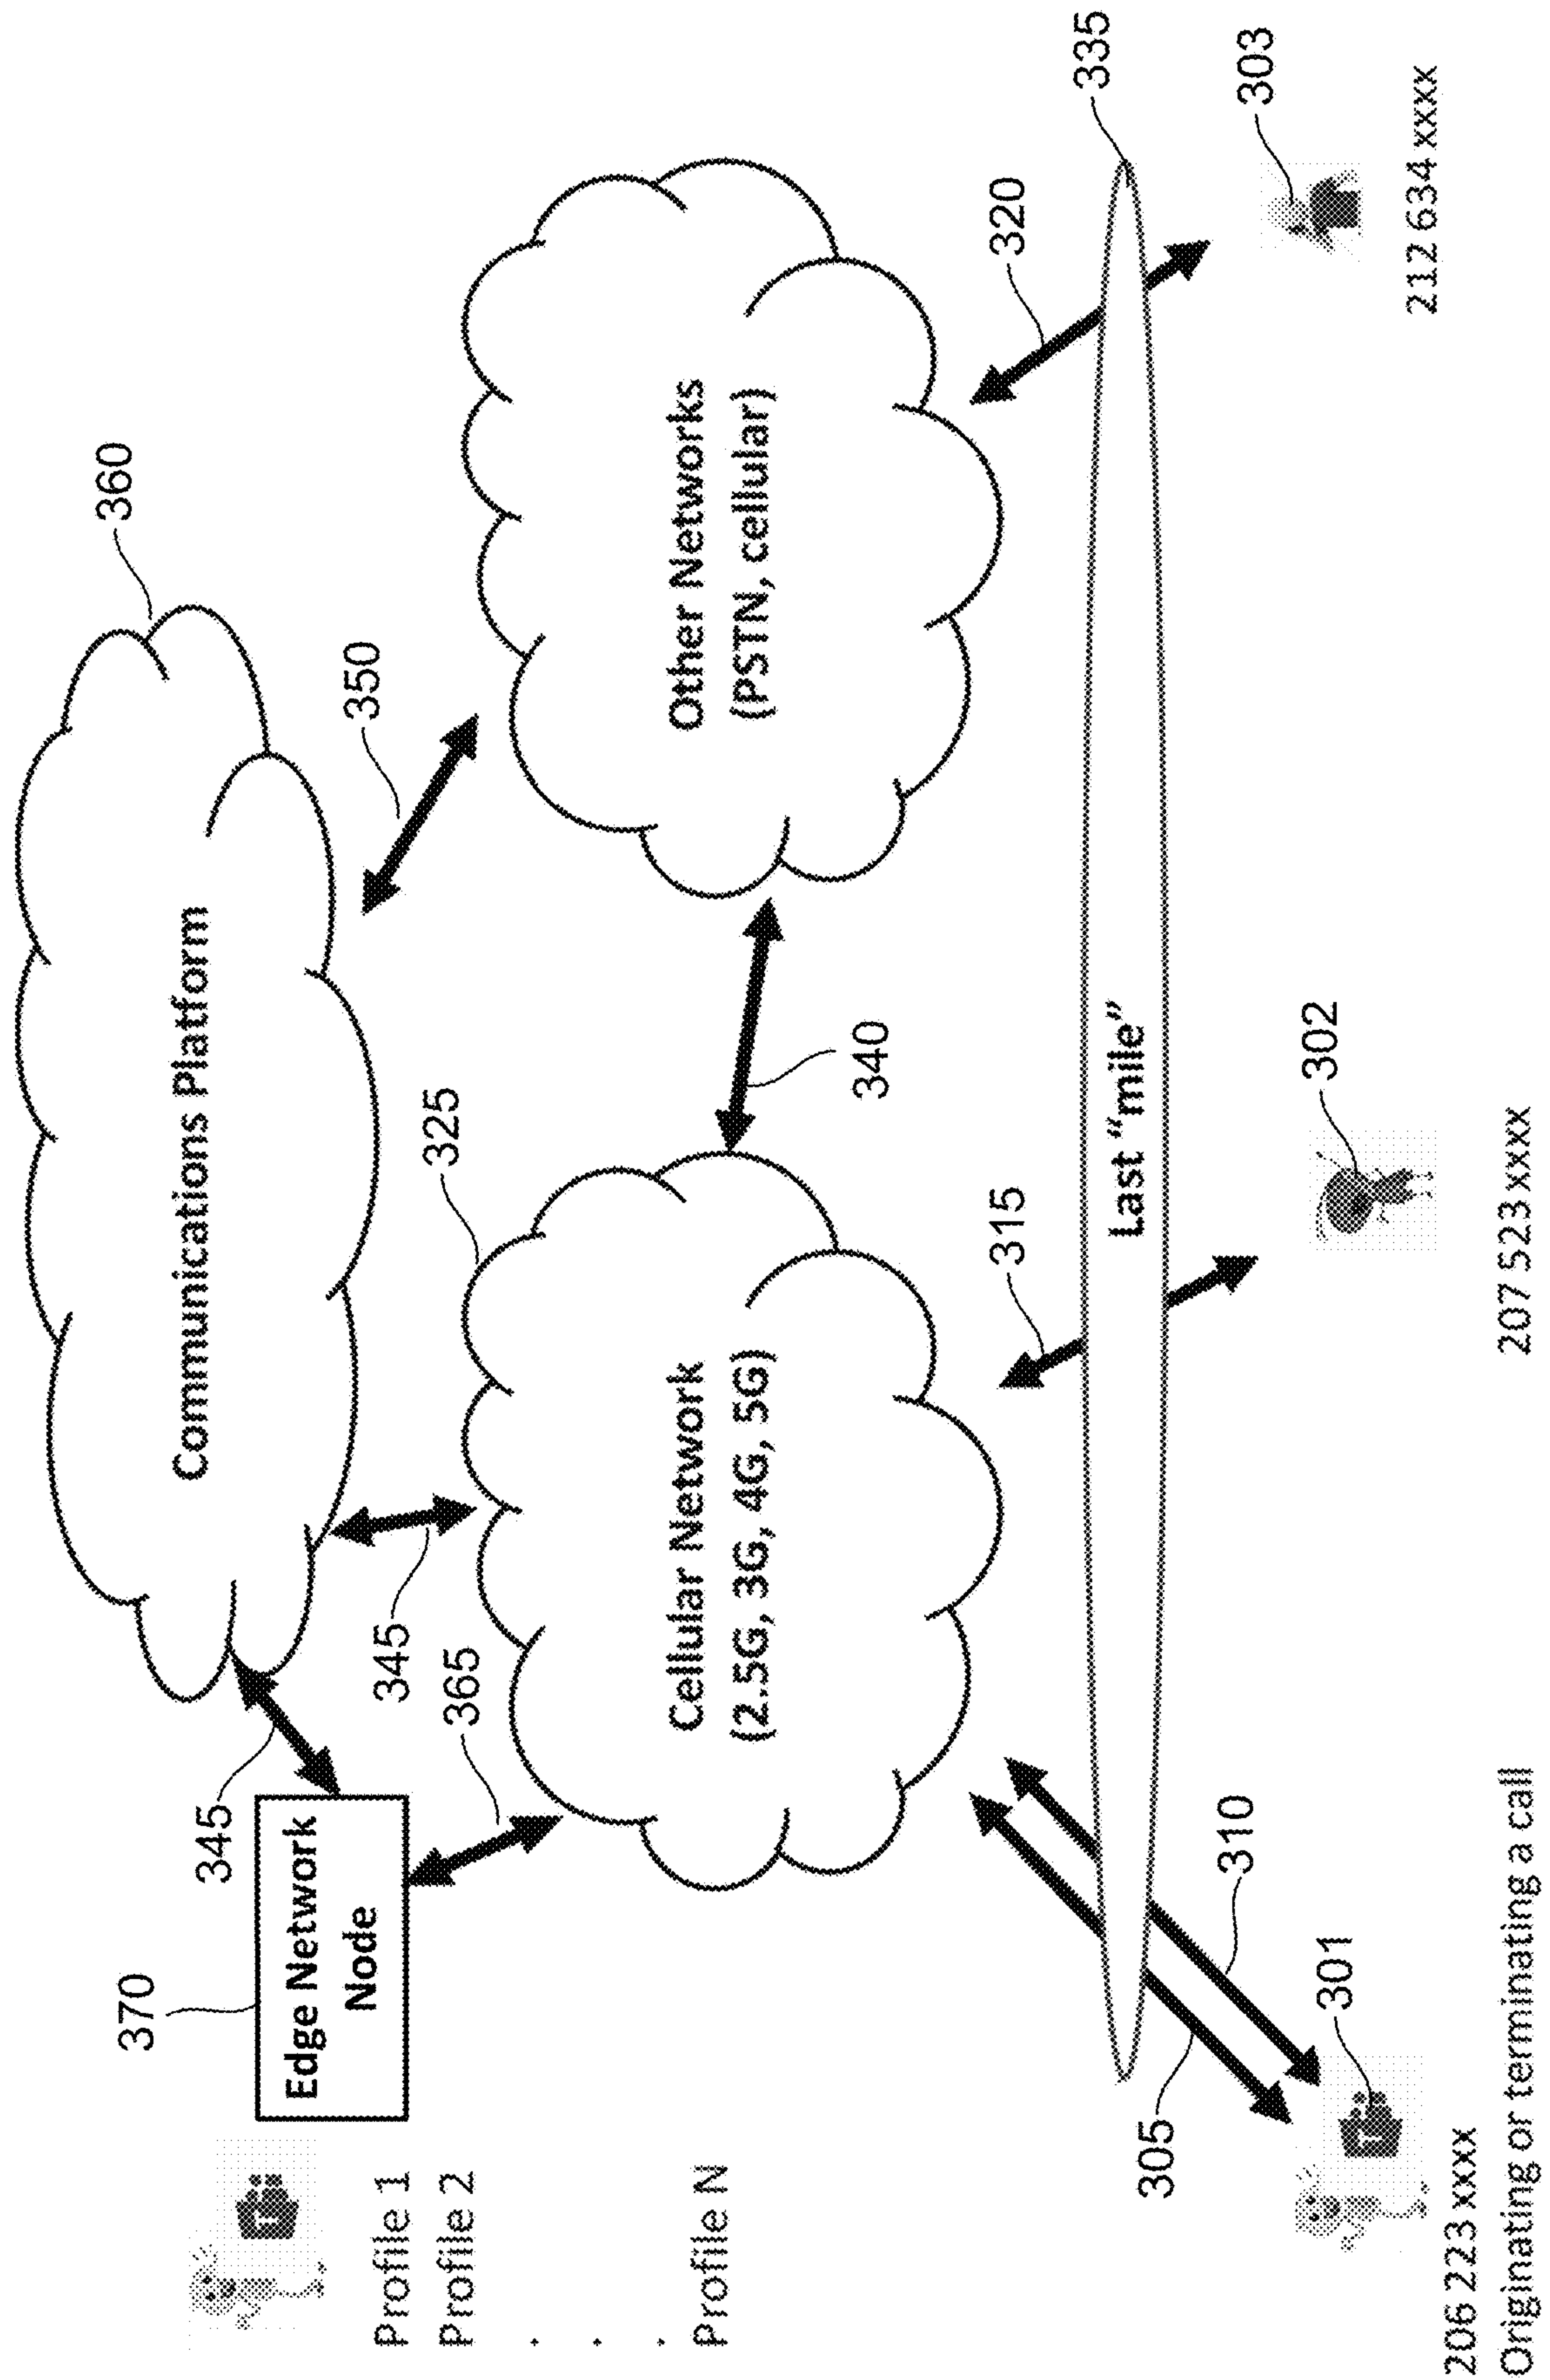 360
Communications Platform
370
345
350
Edge Network
Node
345
325
365
Profile 1
Profile 2
.
.
.
Profile N
Cellular Network
(2.5G, 3G, 4G, 5G)
Other Networks
(PSTN, cellular)
340
315
320
335
Last “mile”
305
310
301
302
303
206 223 xxxx
Originating or terminating a call
207 523 xxxx
212 634 xxxx